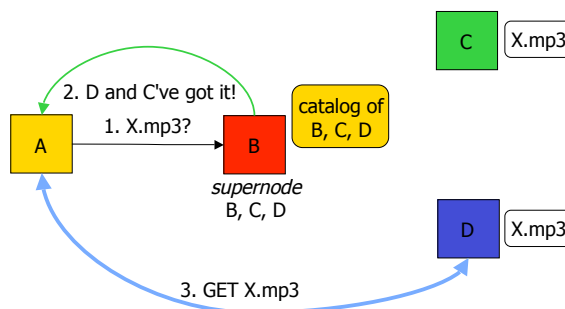 C
X.mp3
2. D and C've got it!
catalog of
B, C, D
1. X.mp3?
A
B
supernode
B, C, D
D
X.mp3
3. GET X.mp3